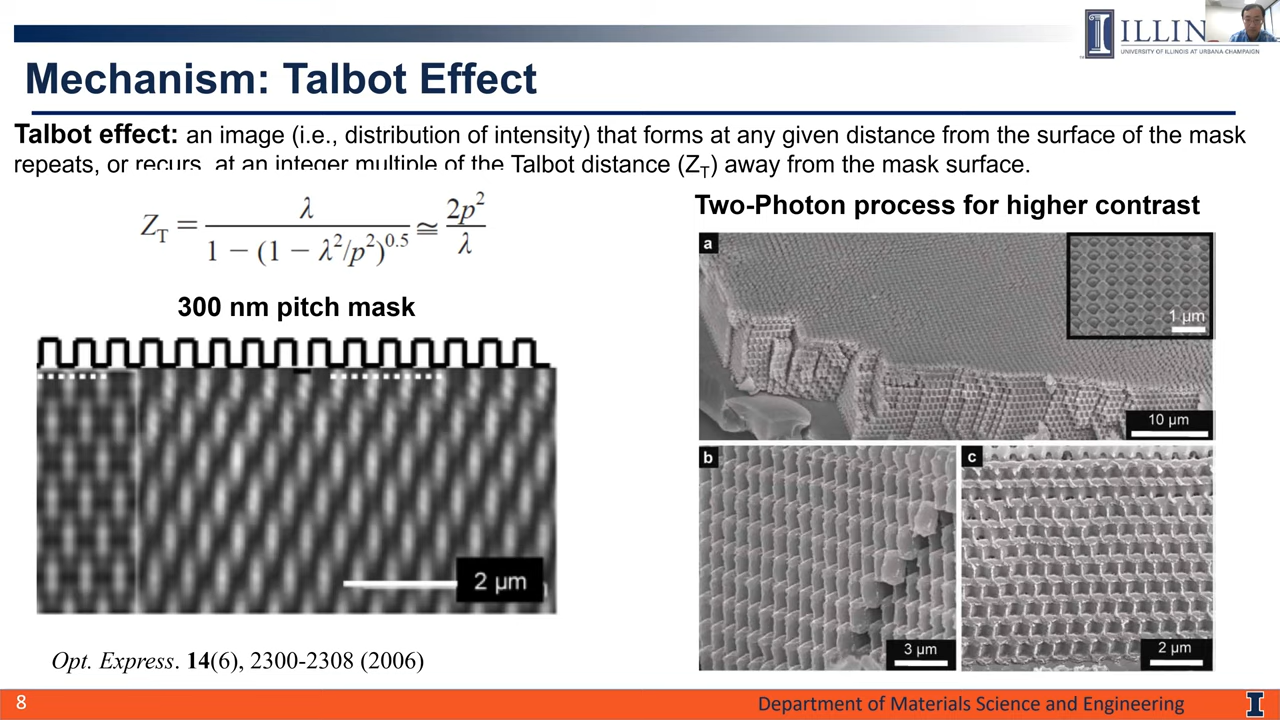 ILLIN
UNIVERSITY OF ILLINOIS AT URBANA CHAMPAIGN
Mechanism: Talbot Effect
Talbot effect: an image (i.e., distribution of intensity) that forms at any given distance from the surface of the mask
repeats, or recurs, at an integer multiple of the Talbot distance (Z_T) away from the mask surface.
Z_T = λ / (1 − (1 − λ²/p²)^0.5) ≅ 2p²/λ
Two-Photon process for higher contrast
300 nm pitch mask
2 µm
a
1 µm
10 µm
b
3 µm
c
2 µm
Opt. Express. 14(6), 2300-2308 (2006)
8
Department of Materials Science and Engineering